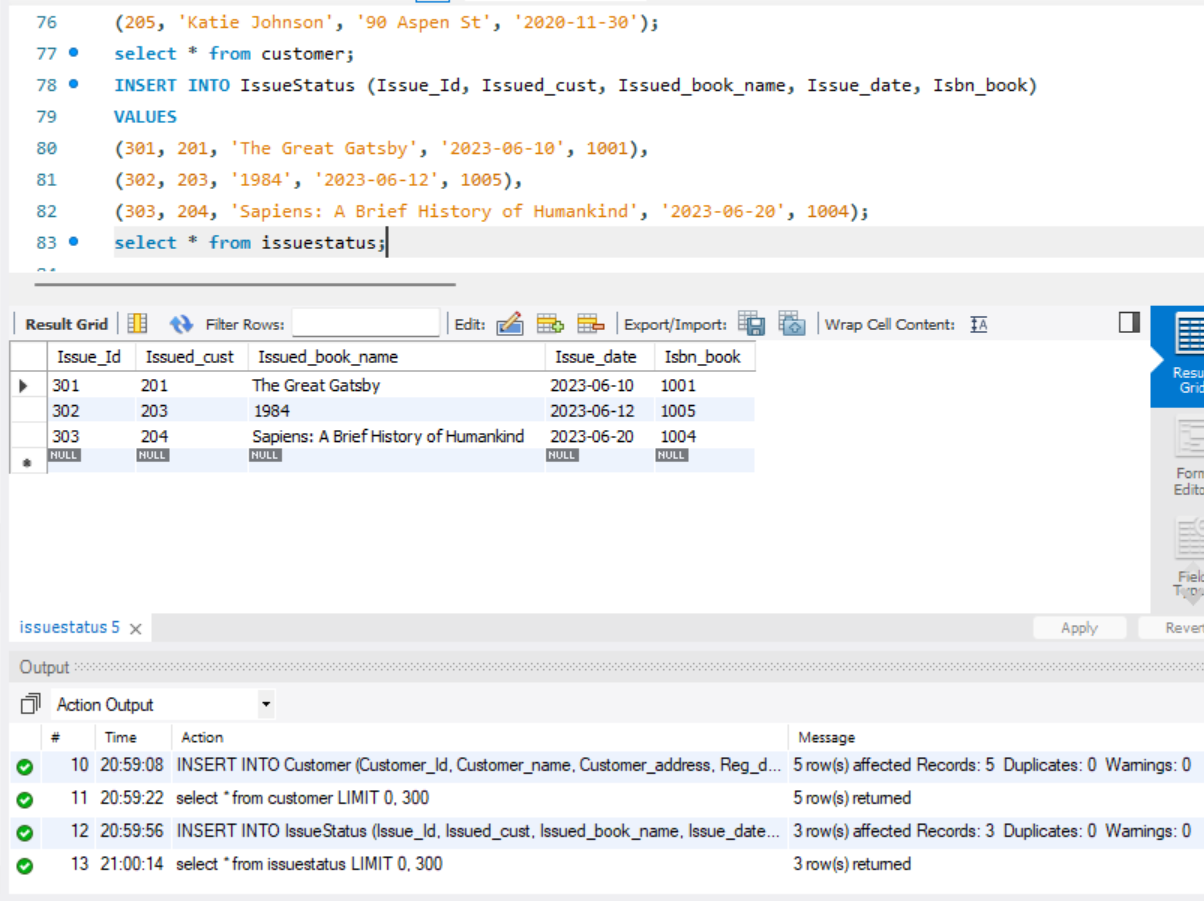 76 (205, 'Katie Johnson', '90 Aspen St', '2020-11-30');
77 select * from customer;
78 INSERT INTO IssueStatus (Issue_Id, Issued_cust, Issued_book_name, Issue_date, Isbn_book)
79 VALUES
80 (301, 201, 'The Great Gatsby', '2023-06-10', 1001),
81 (302, 203, '1984', '2023-06-12', 1005),
82 (303, 204, 'Sapiens: A Brief History of Humankind', '2023-06-20', 1004);
83 select * from issuestatus;
Result Grid Filter Rows: Edit: Export/Import: Wrap Cell Content:
Issue_Id Issued_cust Issued_book_name Issue_date Isbn_book
301 201 The Great Gatsby 2023-06-10 1001
302 203 1984 2023-06-12 1005
303 204 Sapiens: A Brief History of Humankind 2023-06-20 1004
NULL NULL NULL NULL NULL
issuestatus 5 Apply Revert
Output
Action Output
# Time Action Message
10 20:59:08 INSERT INTO Customer (Customer_Id, Customer_name, Customer_address, Reg_d... 5 row(s) affected Records: 5 Duplicates: 0 Warnings: 0
11 20:59:22 select * from customer LIMIT 0, 300 5 row(s) returned
12 20:59:56 INSERT INTO IssueStatus (Issue_Id, Issued_cust, Issued_book_name, Issue_date... 3 row(s) affected Records: 3 Duplicates: 0 Warnings: 0
13 21:00:14 select * from issuestatus LIMIT 0, 300 3 row(s) returned